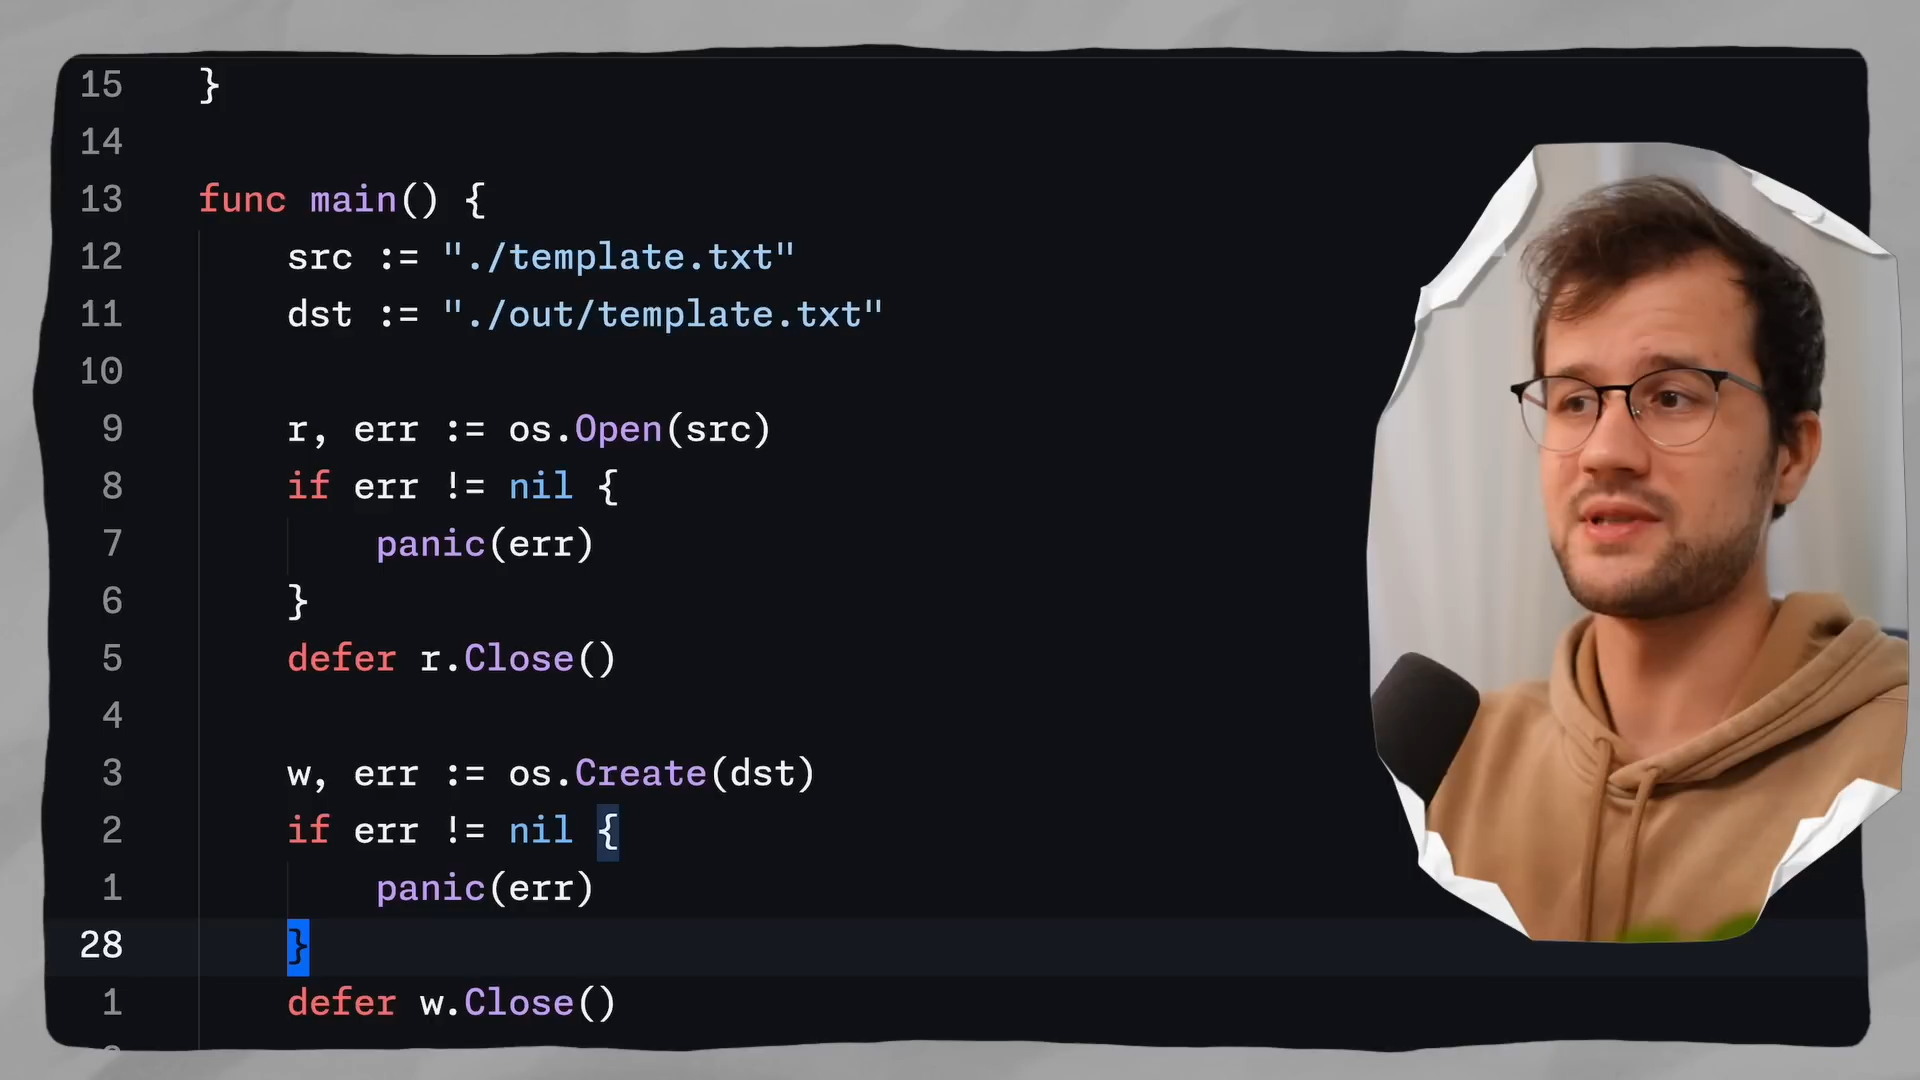 15 }
14
13 func main() {
12 src := "./template.txt"
11 dst := "./out/template.txt"
10
9 r, err := os.Open(src)
8 if err != nil {
7 panic(err)
6 }
5 defer r.Close()
4
3 w, err := os.Create(dst)
2 if err != nil {
1 panic(err)
28 }
1 defer w.Close()